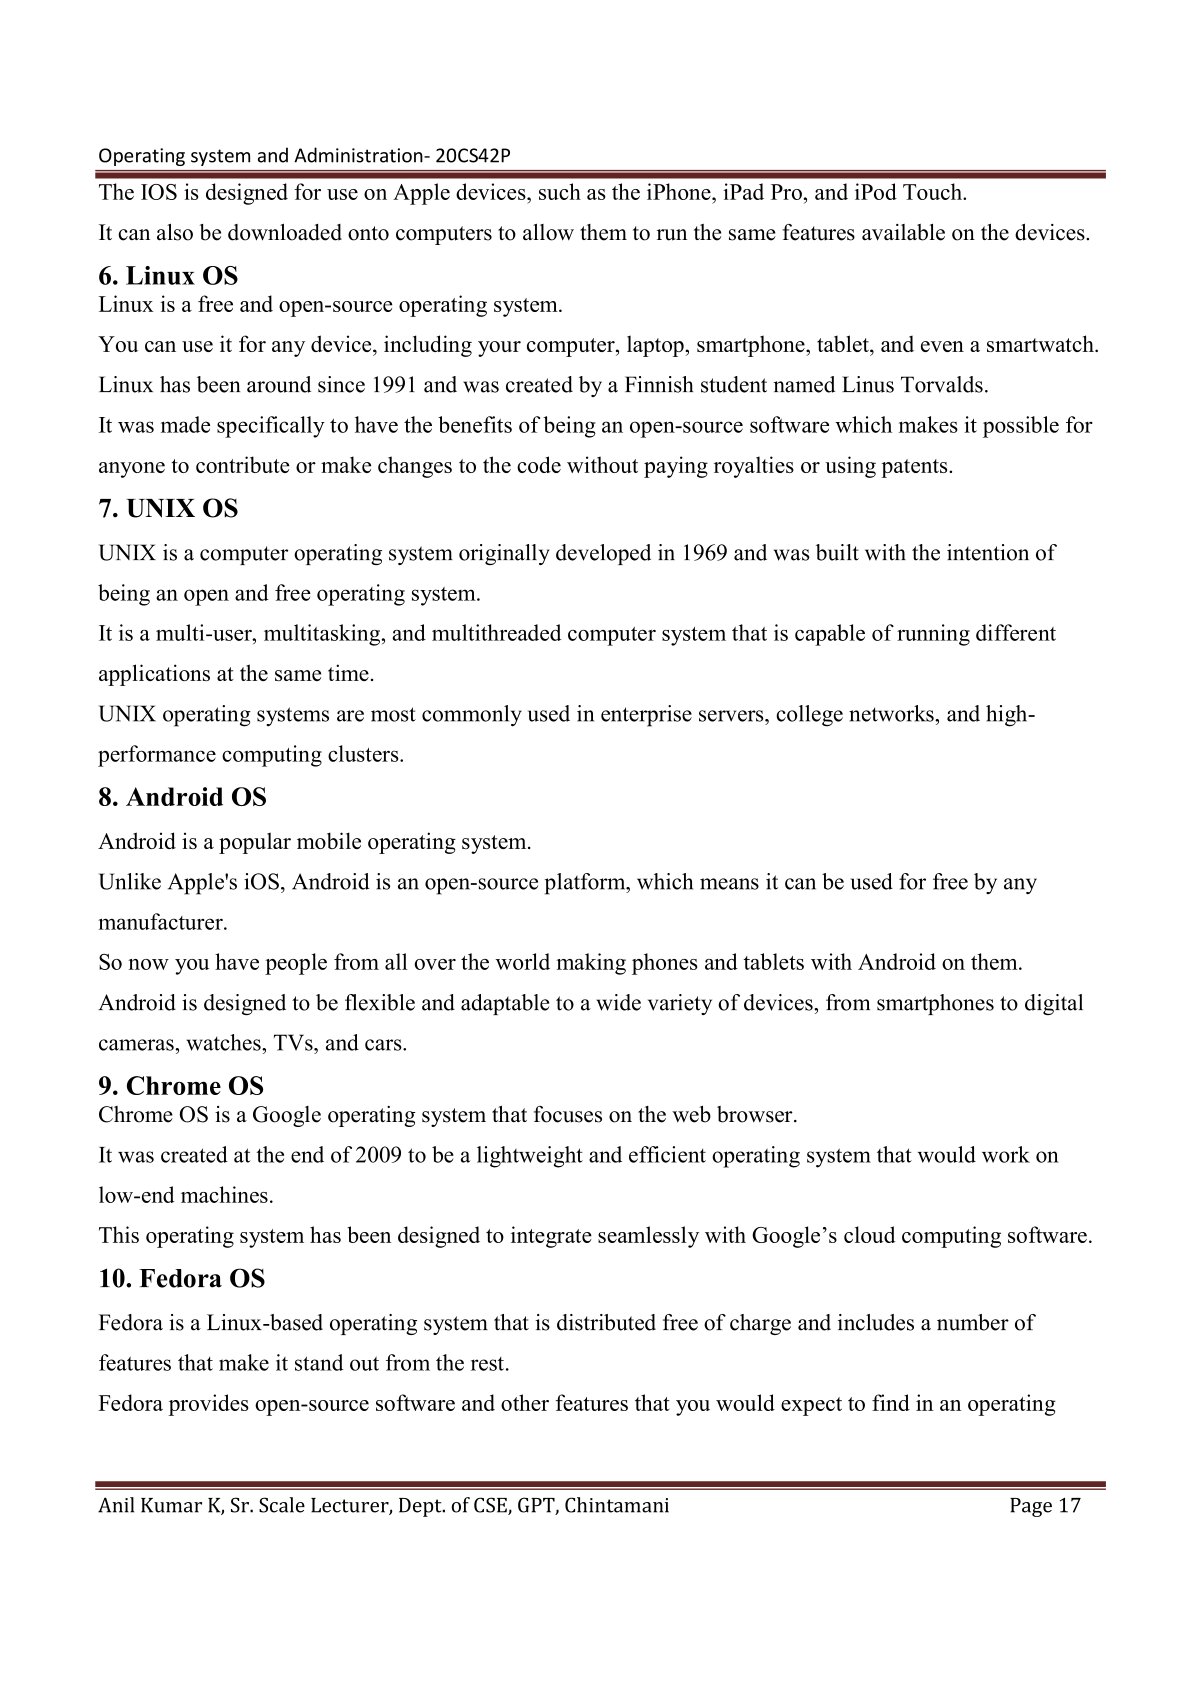 Operating system and Administration- 20CS42P
The IOS is designed for use on Apple devices, such as the iPhone, iPad Pro, and iPod Touch.
It can also be downloaded onto computers to allow them to run the same features available on the devices.
6. Linux OS
Linux is a free and open-source operating system.
You can use it for any device, including your computer, laptop, smartphone, tablet, and even a smartwatch.
Linux has been around since 1991 and was created by a Finnish student named Linus Torvalds.
It was made specifically to have the benefits of being an open-source software which makes it possible for
anyone to contribute or make changes to the code without paying royalties or using patents.
7. UNIX OS
UNIX is a computer operating system originally developed in 1969 and was built with the intention of
being an open and free operating system.
It is a multi-user, multitasking, and multithreaded computer system that is capable of running different
applications at the same time.
UNIX operating systems are most commonly used in enterprise servers, college networks, and high-
performance computing clusters.
8. Android OS
Android is a popular mobile operating system.
Unlike Apple's iOS, Android is an open-source platform, which means it can be used for free by any
manufacturer.
So now you have people from all over the world making phones and tablets with Android on them.
Android is designed to be flexible and adaptable to a wide variety of devices, from smartphones to digital
cameras, watches, TVs, and cars.
9. Chrome OS
Chrome OS is a Google operating system that focuses on the web browser.
It was created at the end of 2009 to be a lightweight and efficient operating system that would work on
low-end machines.
This operating system has been designed to integrate seamlessly with Google’s cloud computing software.
10. Fedora OS
Fedora is a Linux-based operating system that is distributed free of charge and includes a number of
features that make it stand out from the rest.
Fedora provides open-source software and other features that you would expect to find in an operating
Anil Kumar K, Sr. Scale Lecturer, Dept. of CSE, GPT, Chintamani Page 17